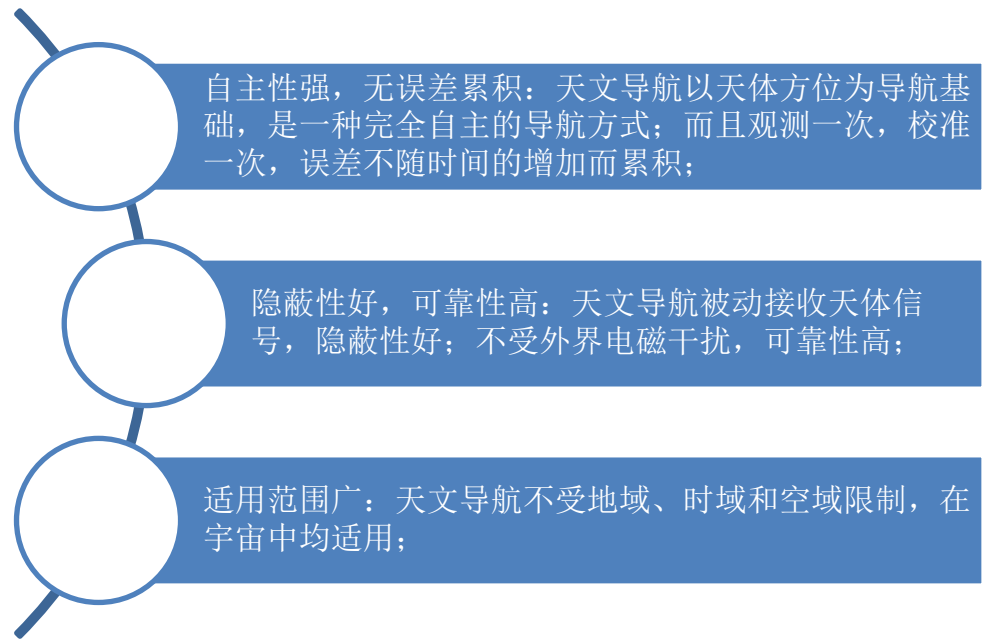 自主性强，无误差累积：天文导航以天体方位为导航基
础，是一种完全自主的导航方式；而且观测一次，校准
一次，误差不随时间的增加而累积；
隐蔽性好，可靠性高：天文导航被动接收天体信
号，隐蔽性好；不受外界电磁干扰，可靠性高；
适用范围广：天文导航不受地域、时域和空域限制，在
宇宙中均适用；